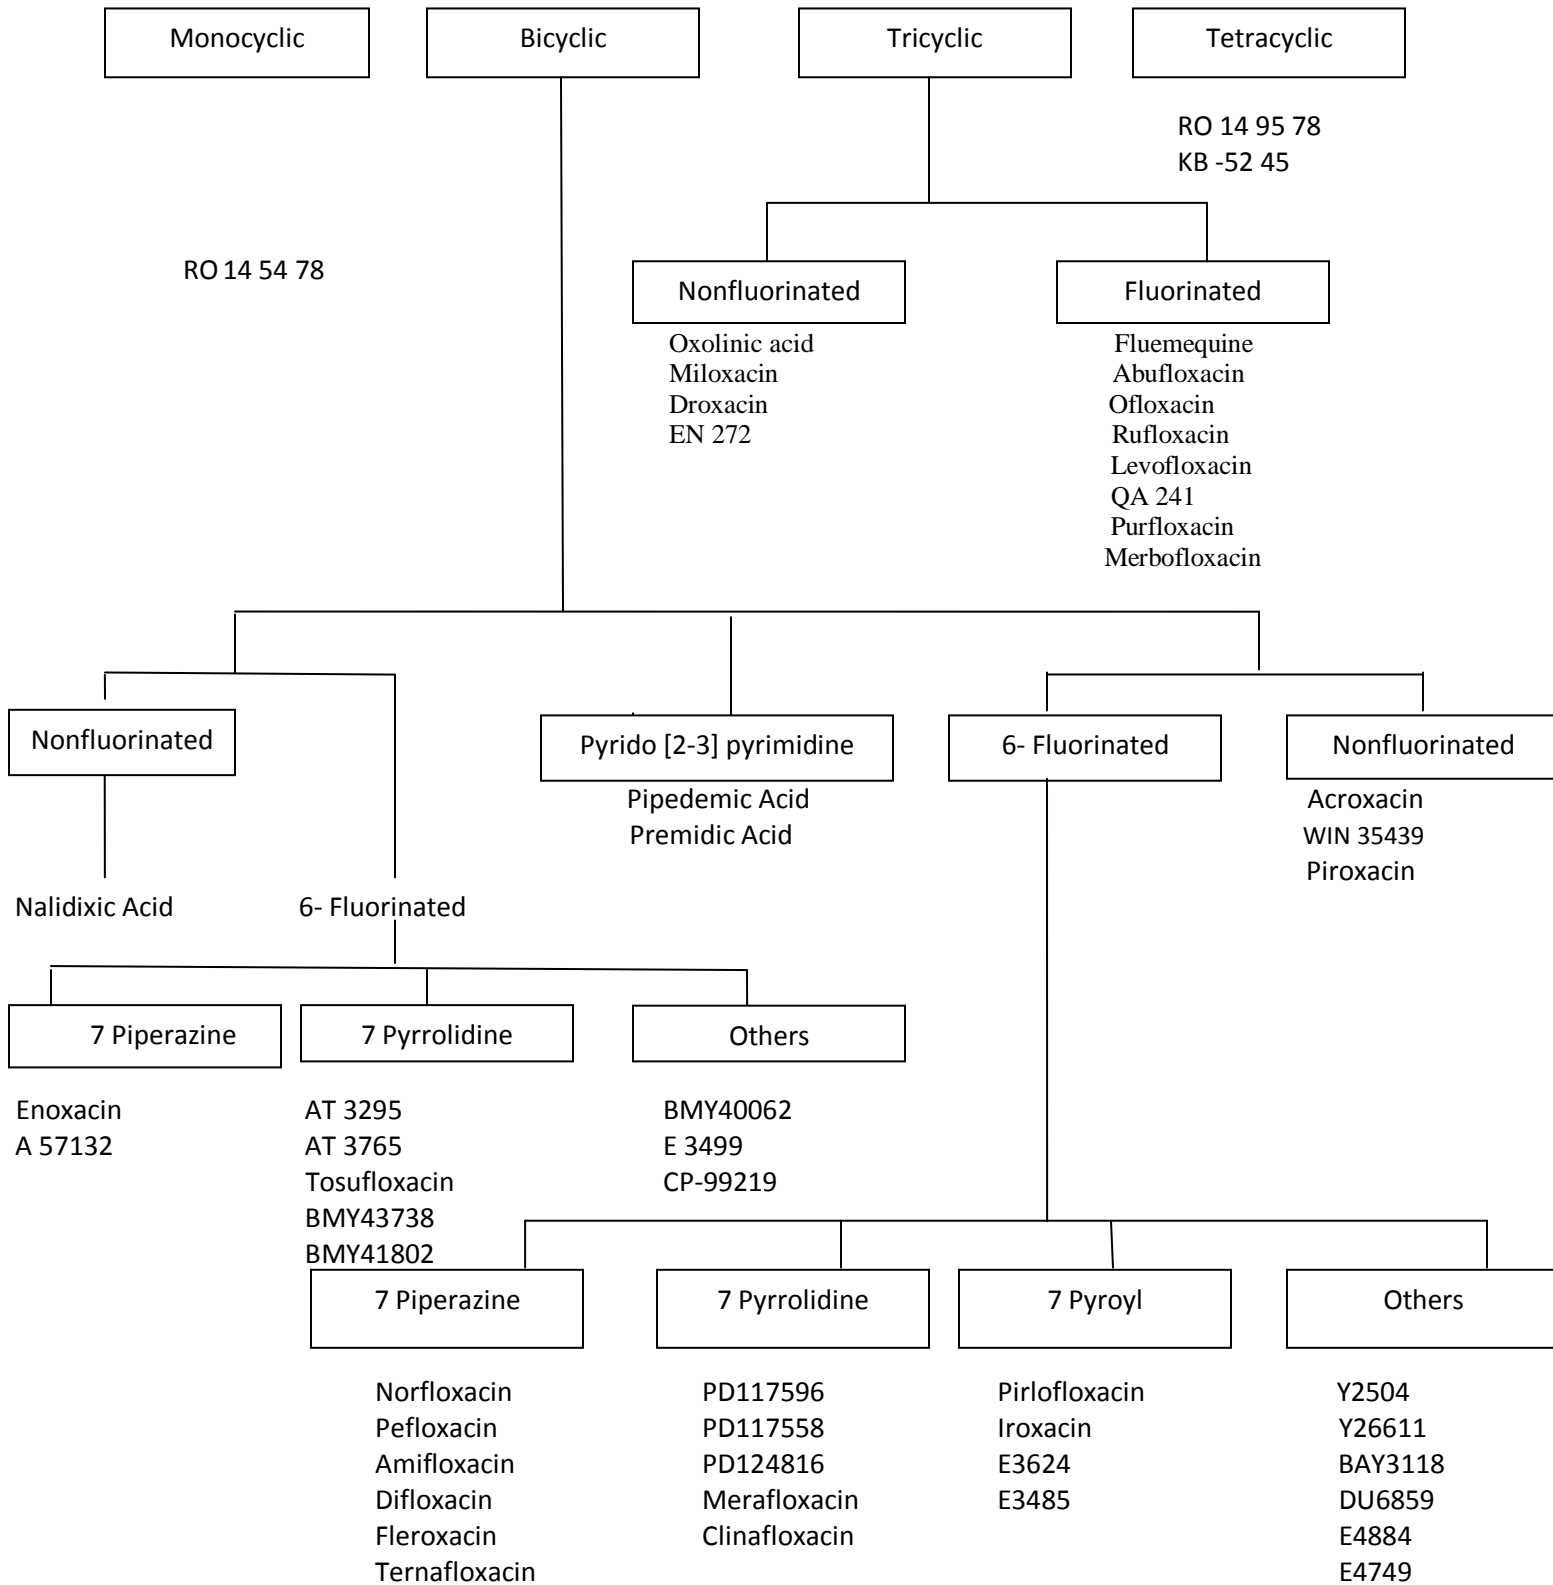 Monocyclic
Bicyclic
Tricyclic
Tetracyclic
RO 14 95 78
KB -52 45
RO 14 54 78
Nonfluorinated
Oxolinic acid
Miloxacin
Droxacin
EN 272
Fluorinated
Fluemequine
Abufloxacin
Ofloxacin
Rufloxacin
Levofloxacin
QA 241
Purfloxacin
Merbofloxacin
Nonfluorinated
Nalidixic Acid
6- Fluorinated
Pyrido [2-3] pyrimidine
Pipedemic Acid
Premidic Acid
6- Fluorinated
Nonfluorinated
Acroxacin
WIN 35439
Piroxacin
7 Piperazine
Enoxacin
A 57132
7 Pyrrolidine
AT 3295
AT 3765
Tosufloxacin
BMY43738
BMY41802
Others
BMY40062
E 3499
CP-99219
7 Piperazine
Norfloxacin
Pefloxacin
Amifloxacin
Difloxacin
Fleroxacin
Ternafloxacin
7 Pyrrolidine
PD117596
PD117558
PD124816
Merafloxacin
Clinafloxacin
7 Pyroyl
Pirlofloxacin
Iroxacin
E3624
E3485
Others
Y2504
Y26611
BAY3118
DU6859
E4884
E4749